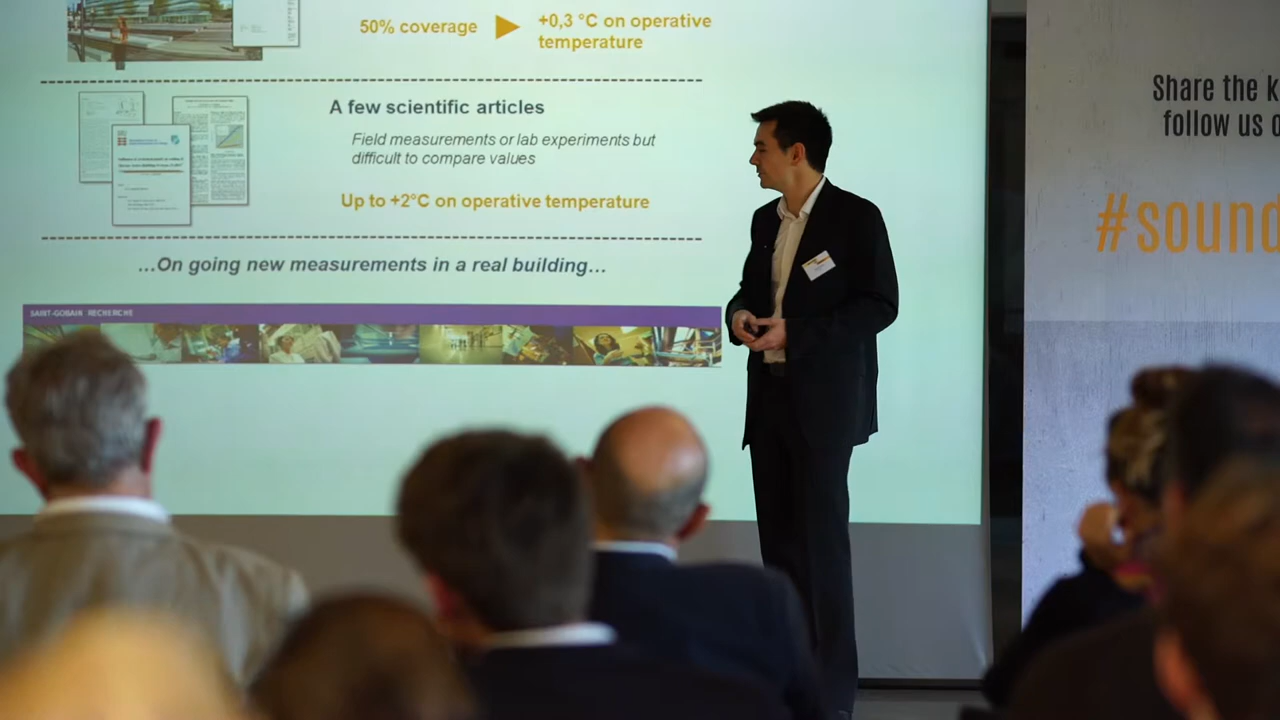 50% coverage
+0,3 °C on operative
temperature
A few scientific articles
Field measurements or lab experiments but
difficult to compare values
Up to +2°C on operative temperature
...On going new measurements in a real building...
SAINT-GOBAIN RECHERCHE
Share the k
follow us o
#sound